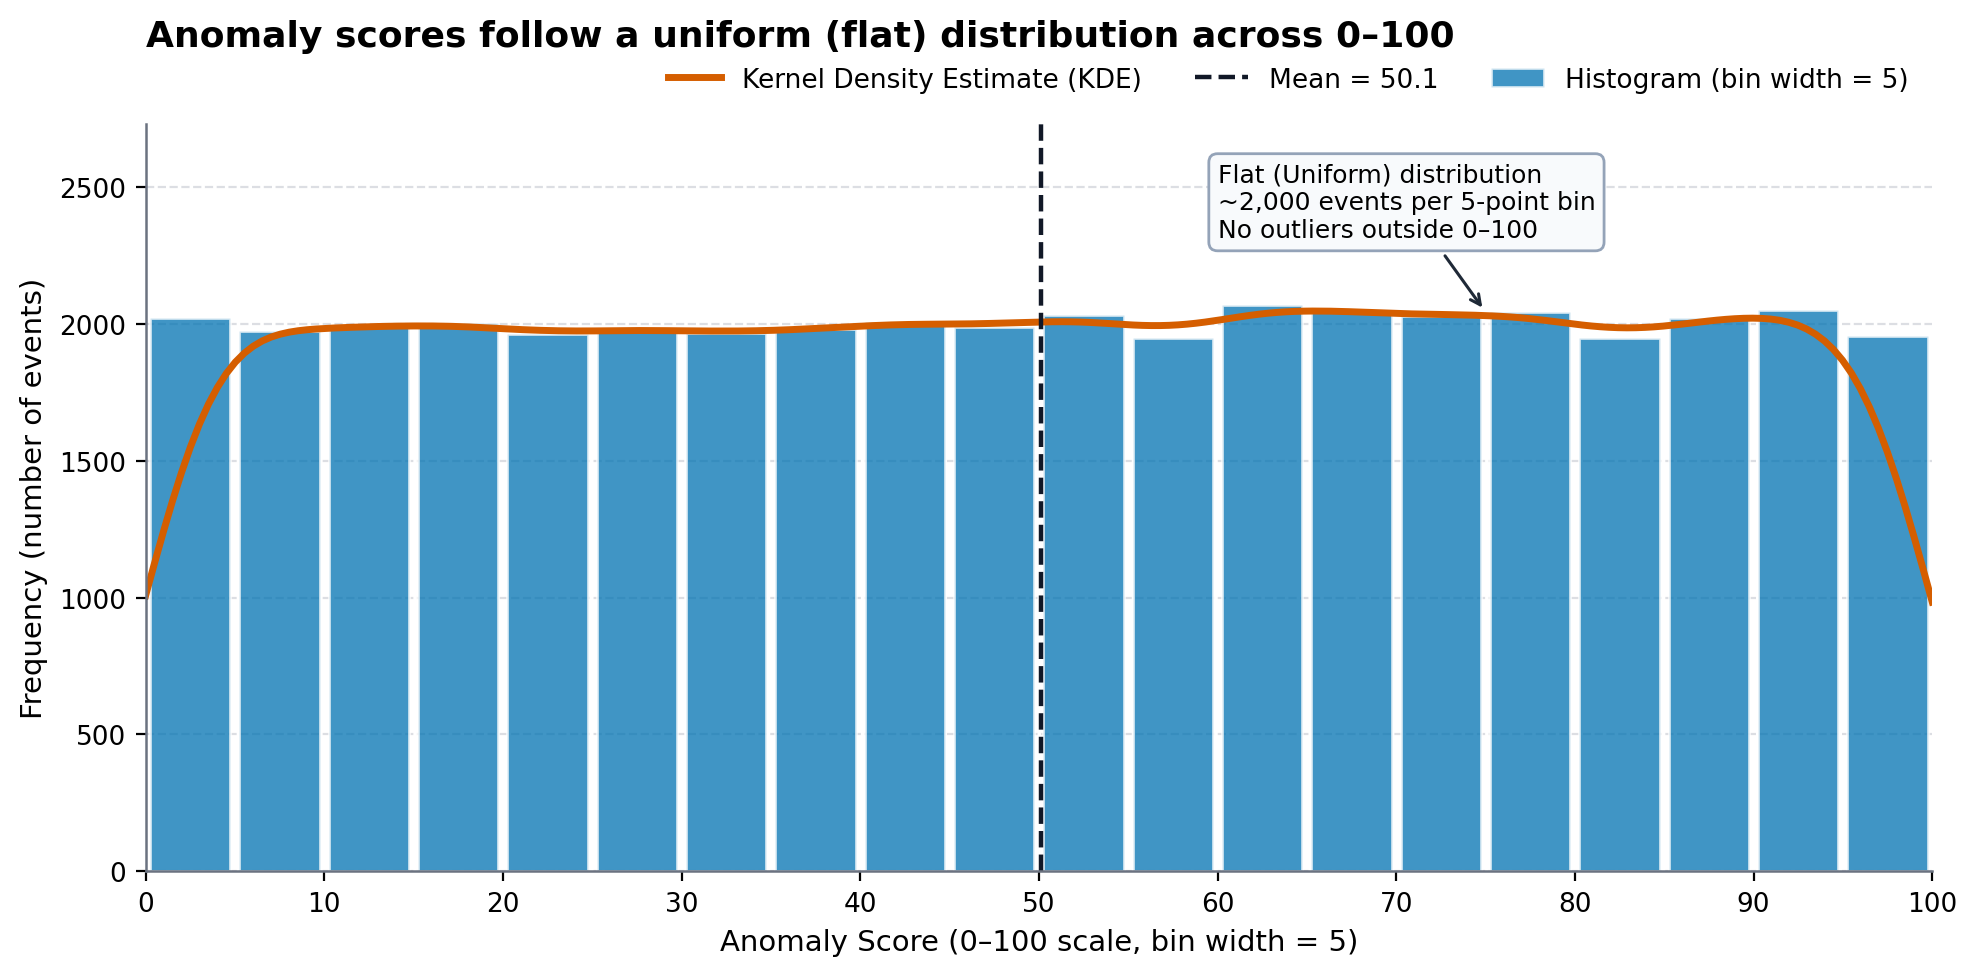 Anomaly scores follow a uniform (flat) distribution across 0–100
Kernel Density Estimate (KDE)
Mean = 50.1
Histogram (bin width = 5)
Flat (Uniform) distribution
~2,000 events per 5-point bin
No outliers outside 0–100
Frequency (number of events)
2500
2000
1500
1000
500
0
0 10 20 30 40 50 60 70 80 90 100
Anomaly Score (0–100 scale, bin width = 5)